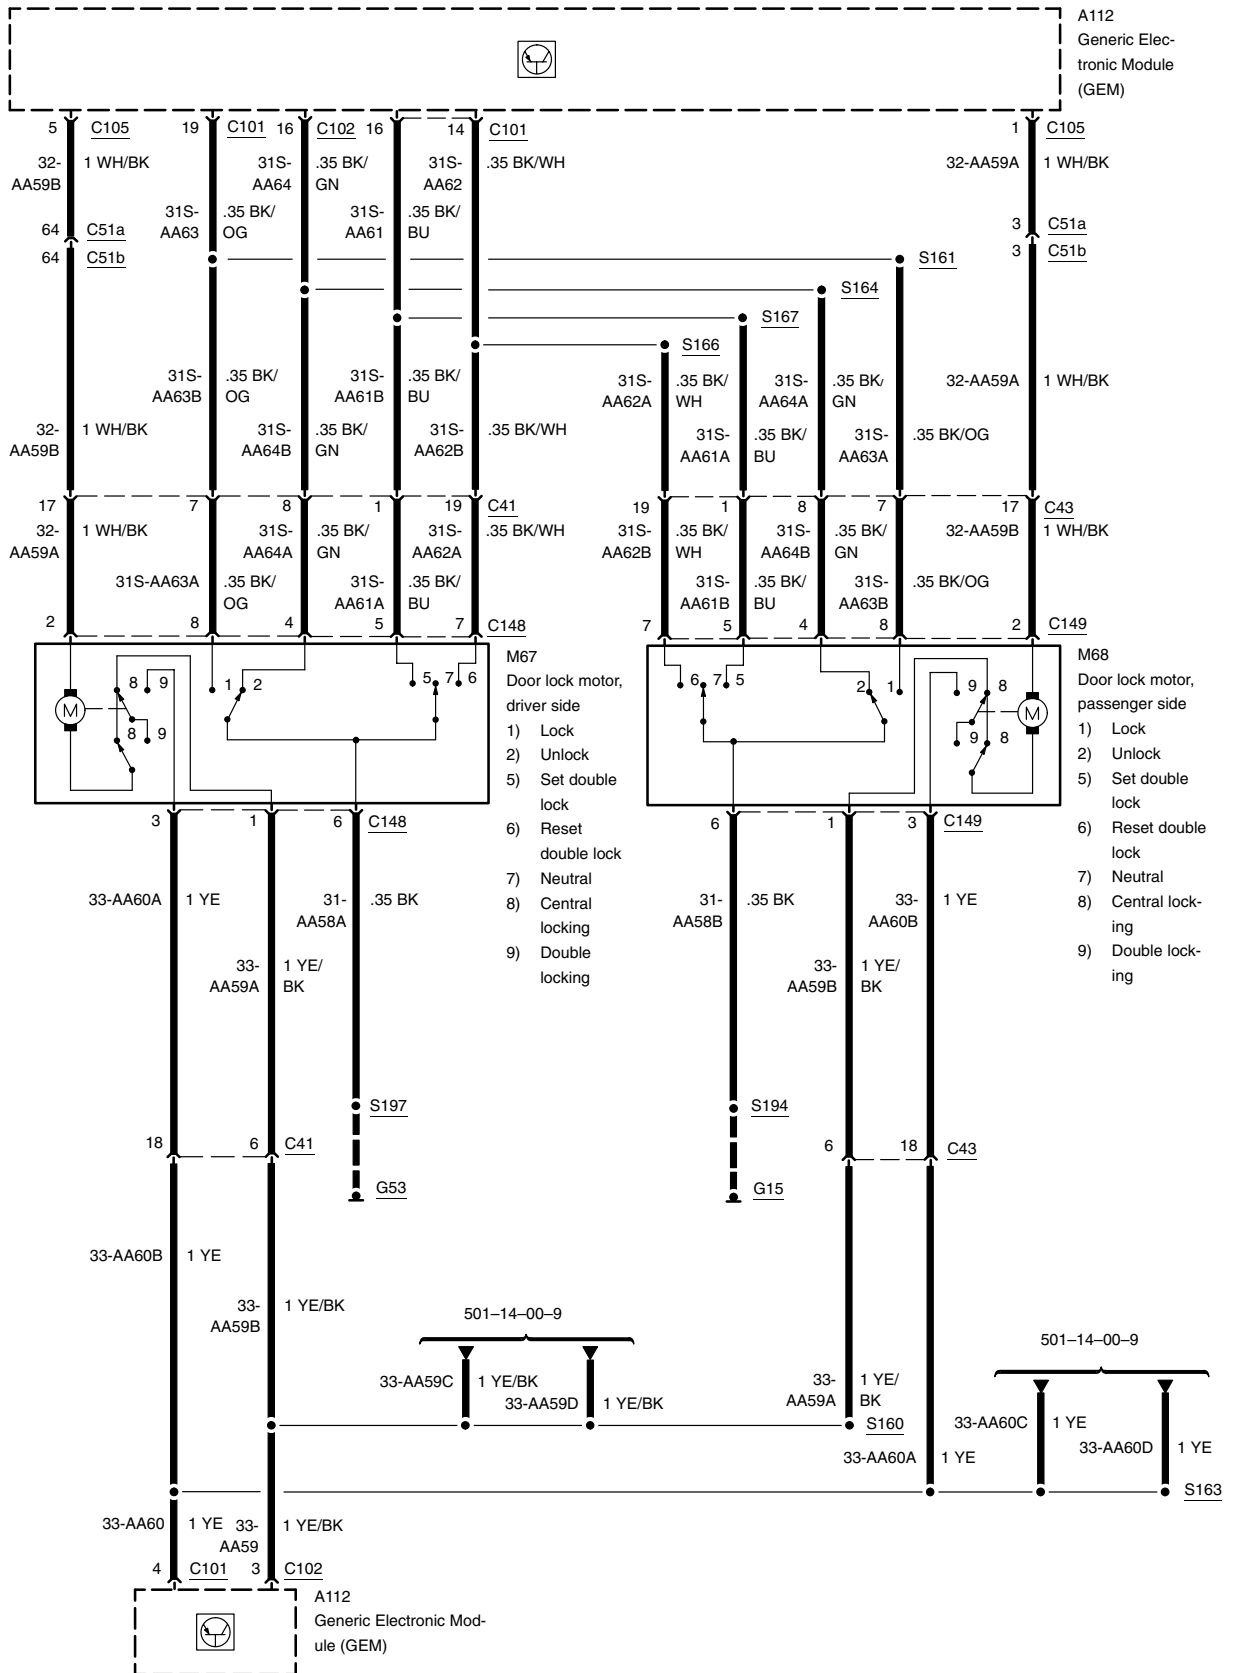 A112
Generic Elec-
tronic Module
(GEM)
5 C105 19 C101 16 C102 16 14 C101 1 C105
32- 1 WH/BK 31S- .35 BK/ 31S- .35 BK/WH 32-AA59A 1 WH/BK
AA59B AA64 GN AA62
31S- .35 BK/ 31S- .35 BK/
AA63 OG AA61 BU
64 C51a 3 C51a
64 C51b 3 C51b
S161
S164
S167
S166
31S- .35 BK/ 31S- .35 BK/ 31S- .35 BK/ 31S- .35 BK/ 32-AA59A 1 WH/BK
AA63B OG AA61B BU AA62A WH AA64A GN
32- 1 WH/BK 31S- .35 BK/ 31S- .35 BK/WH 31S- .35 BK/ 31S- .35 BK/OG
AA59B AA64B GN AA62B AA61A BU AA63A
17 7 8 1 19 C41 19 1 8 7 17 C43
32- 1 WH/BK 31S- .35 BK/ 31S- .35 BK/WH 31S- .35 BK/ 31S- .35 BK/ 32-AA59B 1 WH/BK
AA59A AA64A GN AA62A AA62B WH AA64B GN
31S-AA63A .35 BK/ 31S- .35 BK/ 31S- .35 BK/ 31S- .35 BK/OG
OG AA61A BU AA61B BU AA63B
2 8 4 5 7 C148 7 5 4 8 2 C149
M67
Door lock motor,
driver side
1) Lock
2) Unlock
5) Set double
lock
6) Reset
double lock
7) Neutral
8) Central
locking
9) Double
locking
M68
Door lock motor,
passenger side
1) Lock
2) Unlock
5) Set double
lock
6) Reset double
lock
7) Neutral
8) Central lock-
ing
9) Double lock-
ing
8 9 1 2 5 7 6
M
8 9
6 7 5 2 1 9 8
M
9 8
3 1 6 C148 6 1 3 C149
33-AA60A 1 YE 31- .35 BK 31- .35 BK 33- 1 YE
AA58A AA58B AA60B
33- 1 YE/ 33- 1 YE/
AA59A BK AA59B BK
S197 S194
18 6 C41 6 18 C43
G53 G15
33-AA60B 1 YE
33- 1 YE/BK
AA59B
501–14–00–9
501–14–00–9
33-AA59C 1 YE/BK 33- 1 YE/
33-AA59D 1 YE/BK AA59A BK
S160
33-AA60C 1 YE
33-AA60A 1 YE 33-AA60D 1 YE
S163
33-AA60 1 YE 33- 1 YE/BK
AA59
4 C101 3 C102
A112
Generic Electronic Mod-
ule (GEM)